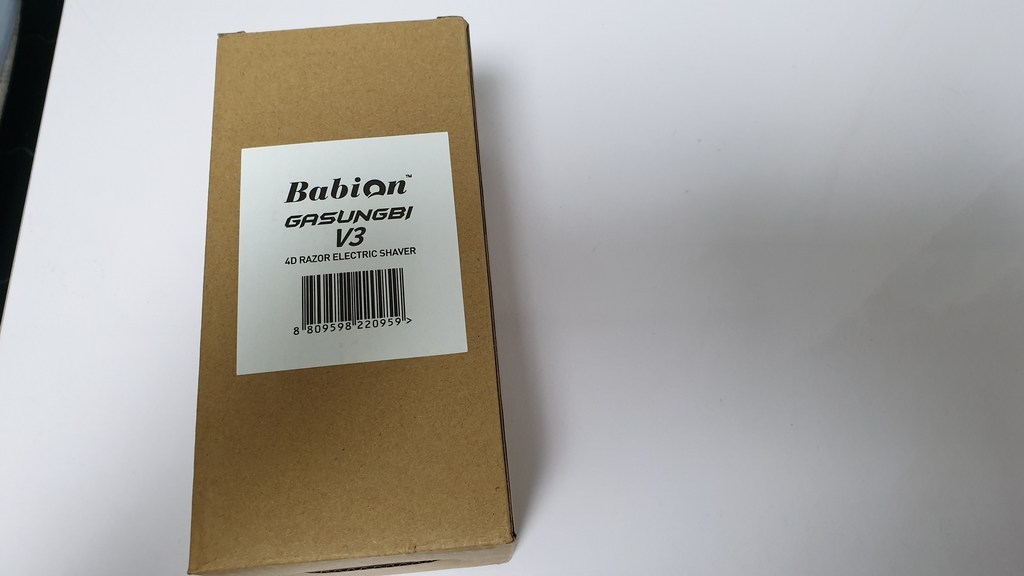 Babion™
GASUNGBI
V3
4D RAZOR ELECTRIC SHAVER
8 809598 220959 >